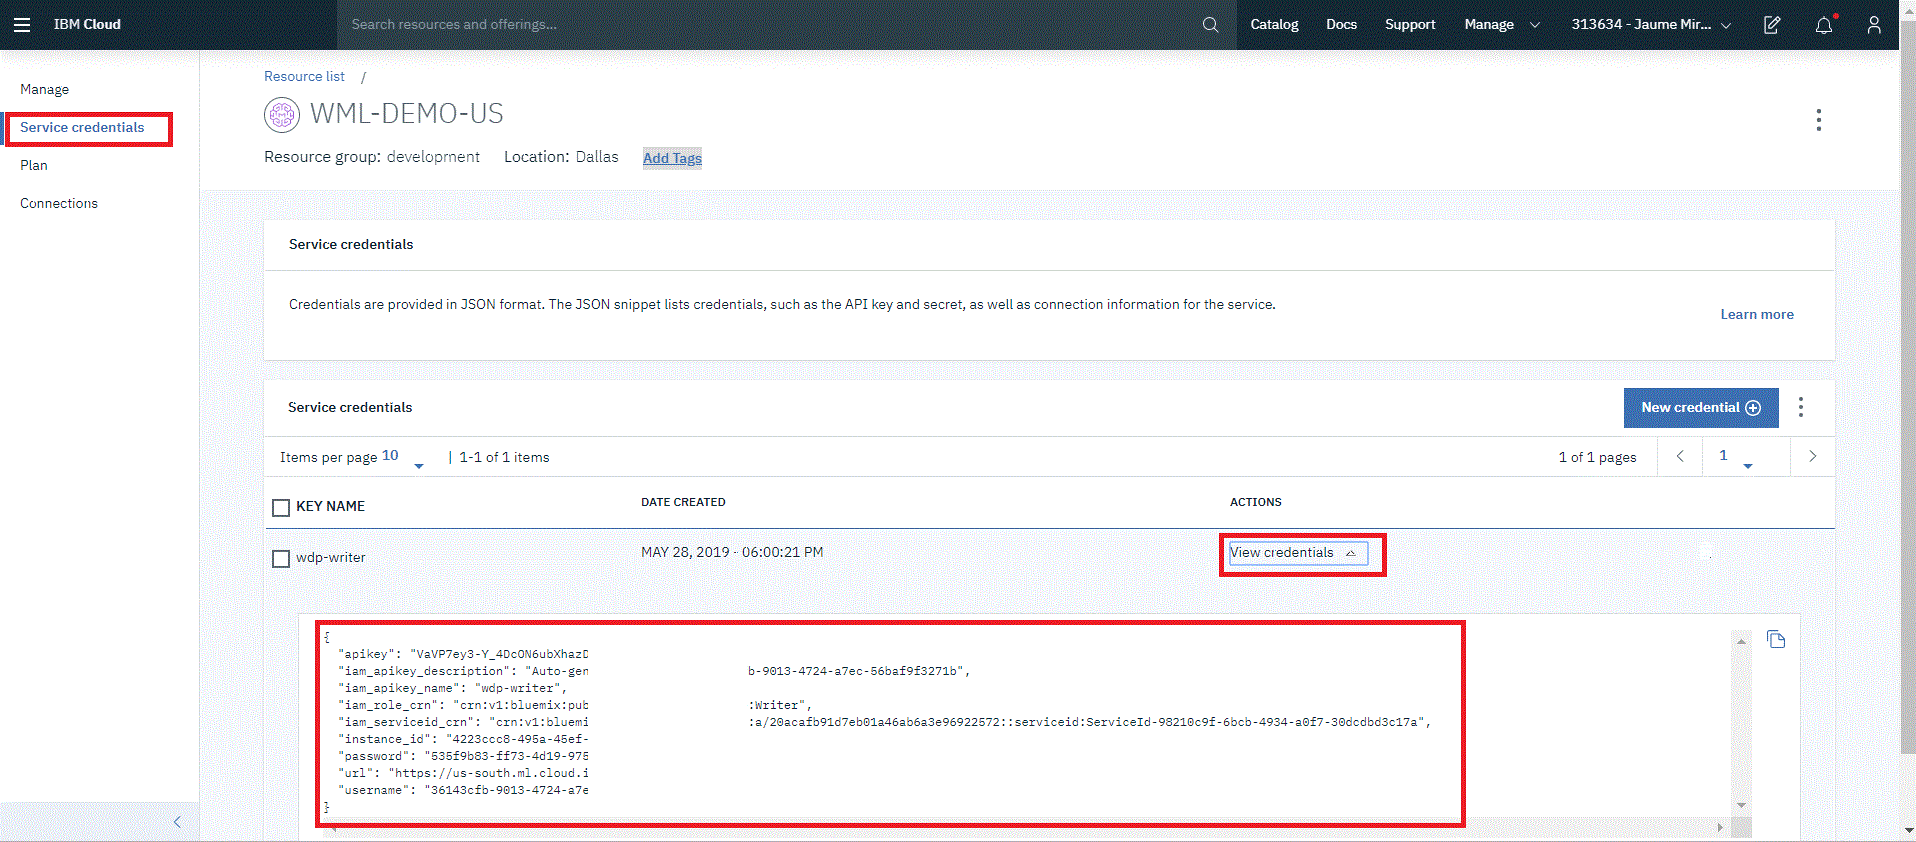 IBM Cloud
Search resources and offerings...
Catalog
Docs
Support
Manage
313634 - Jaume Mir...
Manage
Service credentials
Plan
Connections
Resource list /
WML-DEMO-US
Resource group: development
Location: Dallas
Add Tags
Service credentials
Credentials are provided in JSON format. The JSON snippet lists credentials, such as the API key and secret, as well as connection information for the service.
Learn more
Service credentials
New credential
Items per page 10 | 1-1 of 1 items
1 of 1 pages
1
KEY NAME
DATE CREATED
ACTIONS
wdp-writer
MAY 28, 2019 - 06:00:21 PM
View credentials
{
"apikey": "VaVP7ey3-Y_4DcON6ubXhazD
"iam_apikey_description": "Auto-gen b-9013-4724-a7ec-56baf9f3271b",
"iam_apikey_name": "wdp-writer",
"iam_role_crn": "crn:v1:bluemix:pub :Writer",
"iam_serviceid_crn": "crn:v1:bluemi :a/20acafb91d7eb01a46ab6a3e96922572::serviceid:ServiceId-98210c9f-6bcb-4934-a0f7-30dcdbd3c17a",
"instance_id": "4223ccc8-495a-45ef-
"password": "535f9b83-ff73-4d19-975
"url": "https://us-south.ml.cloud.i
"username": "36143cfb-9013-4724-a7e
}